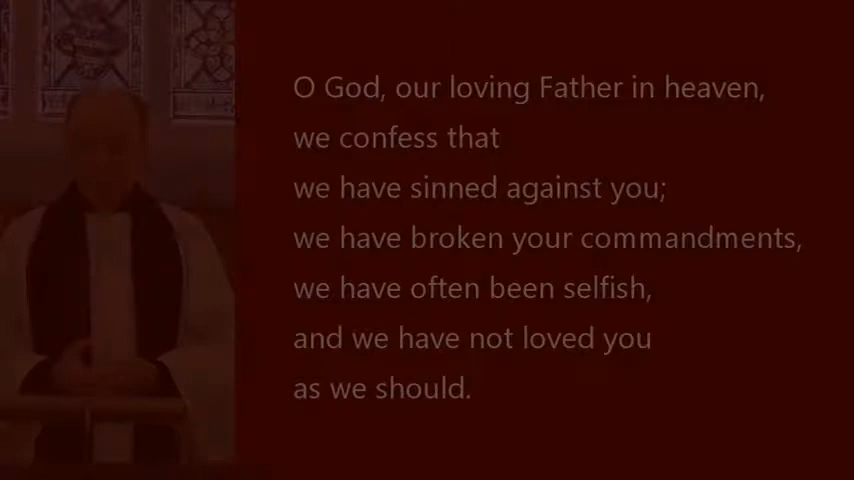 O God, our loving Father in heaven,
we confess that
we have sinned against you;
we have broken your commandments,
we have often been selfish,
and we have not loved you
as we should.